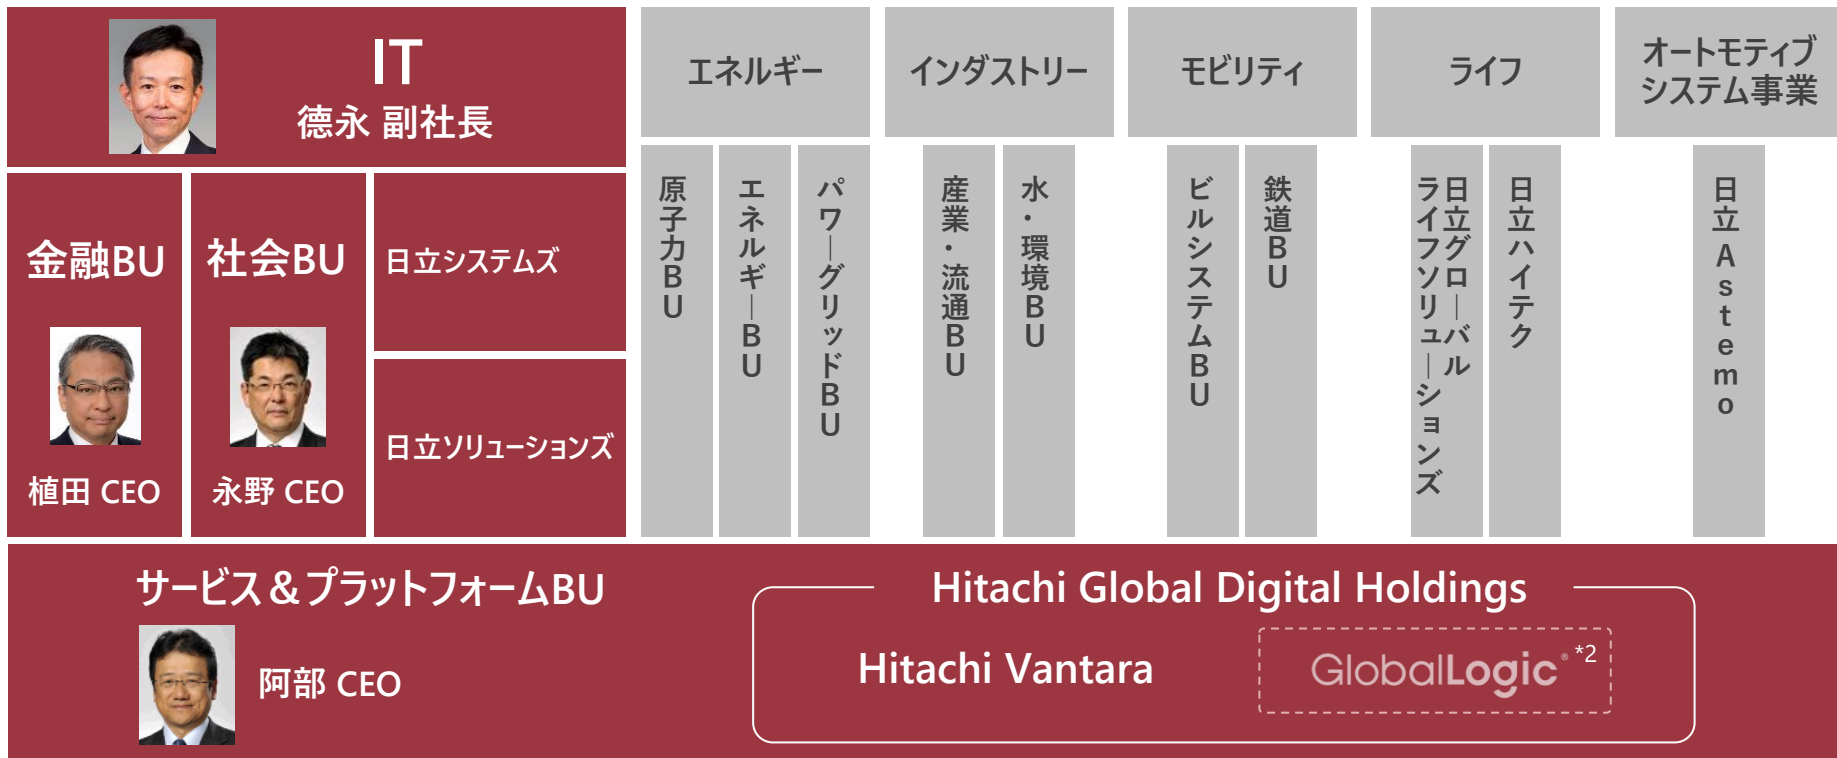 IT
德永 副社長
エネルギー
インダストリー
モビリティ
ライフ
オートモティブ
システム事業
金融BU
植田 CEO
社会BU
永野 CEO
日立システムズ
日立ソリューションズ
原子力BU
エネルギーBU
パワーグリッドBU
産業・流通BU
水・環境BU
ビルシステムBU
鉄道BU
日立グローバル
ライフソリューションズ
日立ハイテク
日立 Astemo
サービス＆プラットフォームBU
阿部 CEO
Hitachi Global Digital Holdings
Hitachi Vantara
GlobalLogic® *2